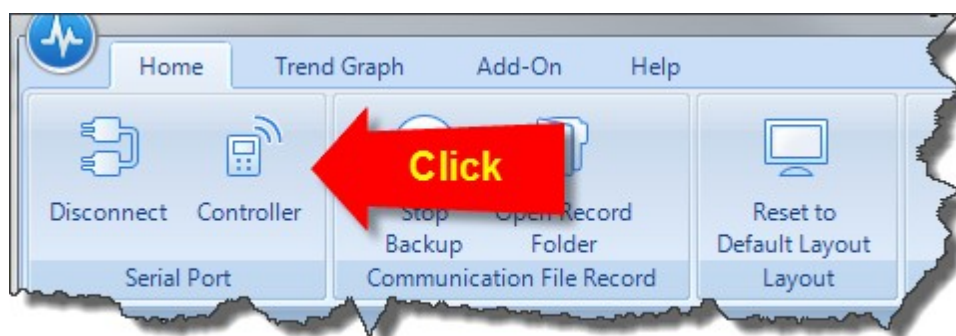 Home Trend Graph Add-On Help
Click
Disconnect Controller Stop Open Record Reset to
Backup Folder Default Layout
Serial Port Communication File Record Layout